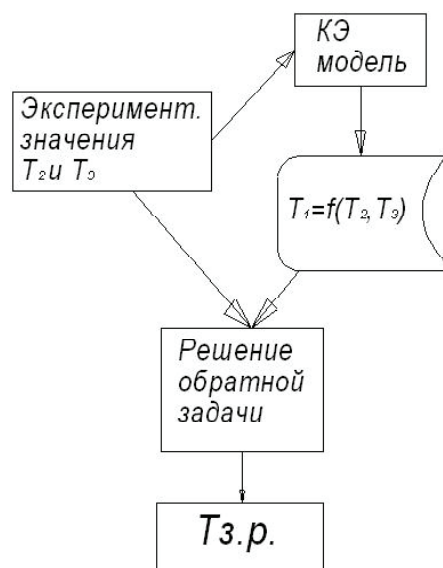 КЭ
модель
Эксперимент.
значения
T₂ и Tэ
T₁=f(T₂, Tэ)
Решение
обратной
задачи
Тз.р.